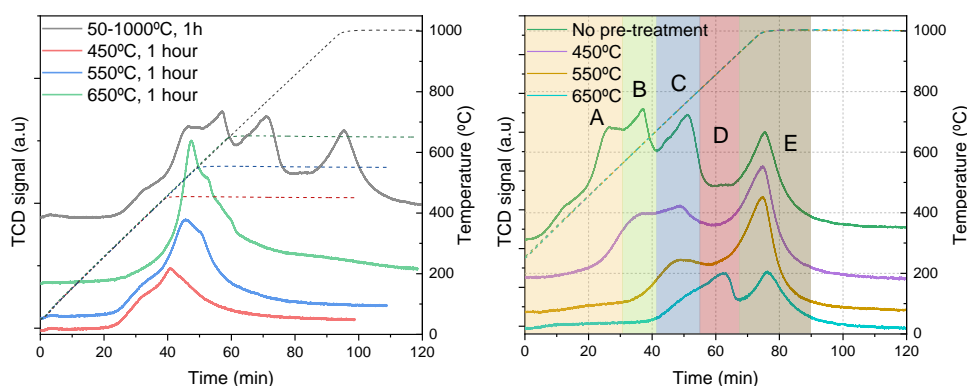 50-1000ºC, 1h
450ºC, 1 hour
550ºC, 1 hour
650ºC, 1 hour
TCD signal (a.u)
0 20 40 60 80 100 120
Time (min)
1000
800
600
400
200
0
Temperature (ºC)
No pre-treatment
450ºC
550ºC
650ºC
A
B
C
D
E
TCD signal (a.u)
0 20 40 60 80 100 120
Time (min)
1000
800
600
400
200
0
Temperature (ºC)